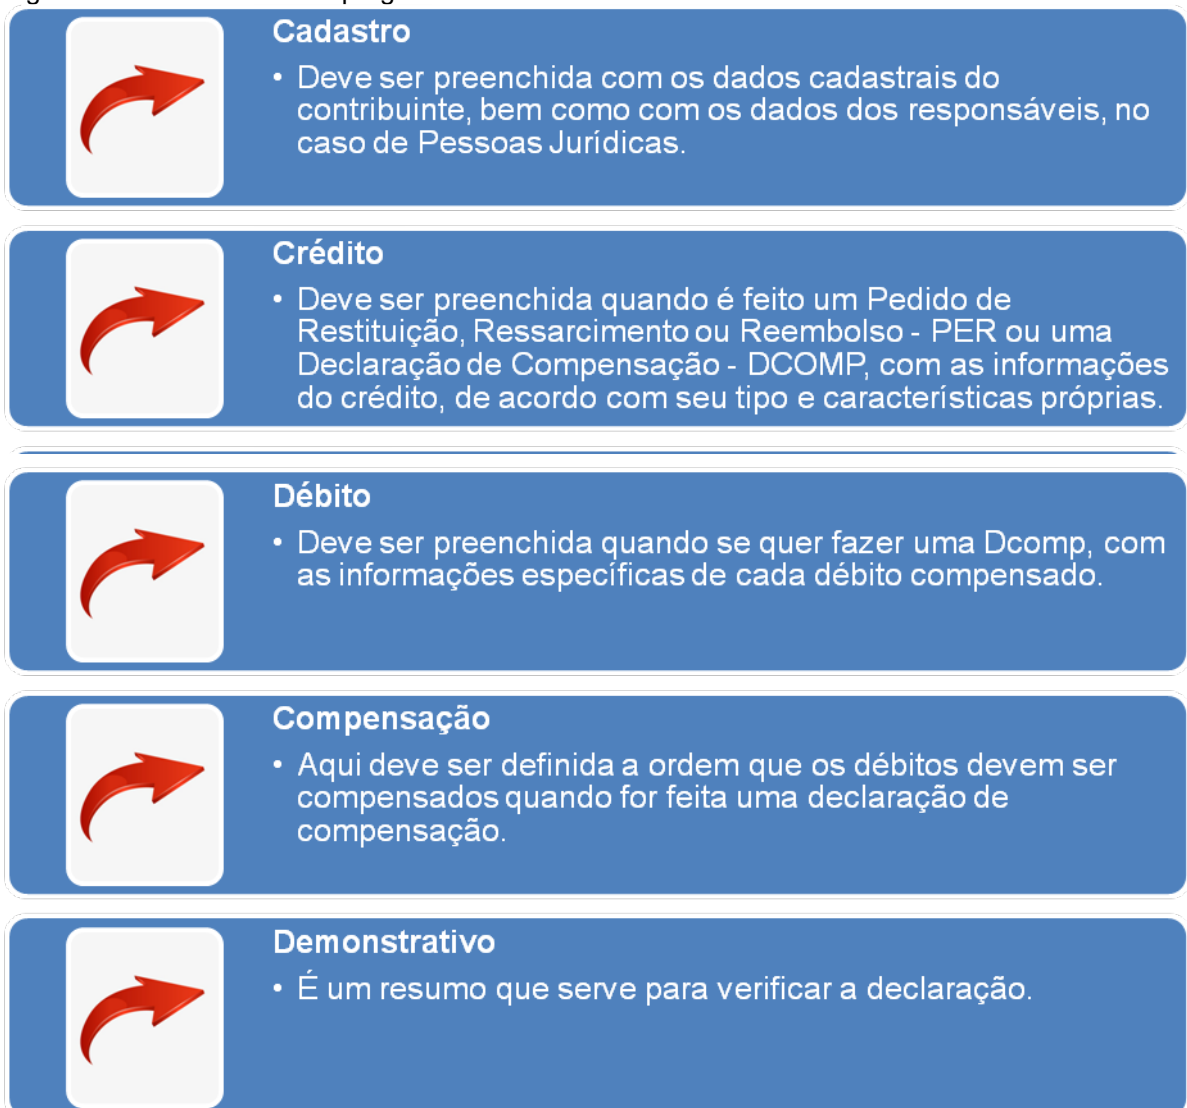 Cadastro
• Deve ser preenchida com os dados cadastrais do
contribuinte, bem como com os dados dos responsáveis, no
caso de Pessoas Jurídicas.
Crédito
• Deve ser preenchida quando é feito um Pedido de
Restituição, Ressarcimento ou Reembolso - PER ou uma
Declaração de Compensação - DCOMP, com as informações
do crédito, de acordo com seu tipo e características próprias.
Débito
• Deve ser preenchida quando se quer fazer uma Dcomp, com
as informações específicas de cada débito compensado.
Compensação
• Aqui deve ser definida a ordem que os débitos devem ser
compensados quando for feita uma declaração de
compensação.
Demonstrativo
• É um resumo que serve para verificar a declaração.